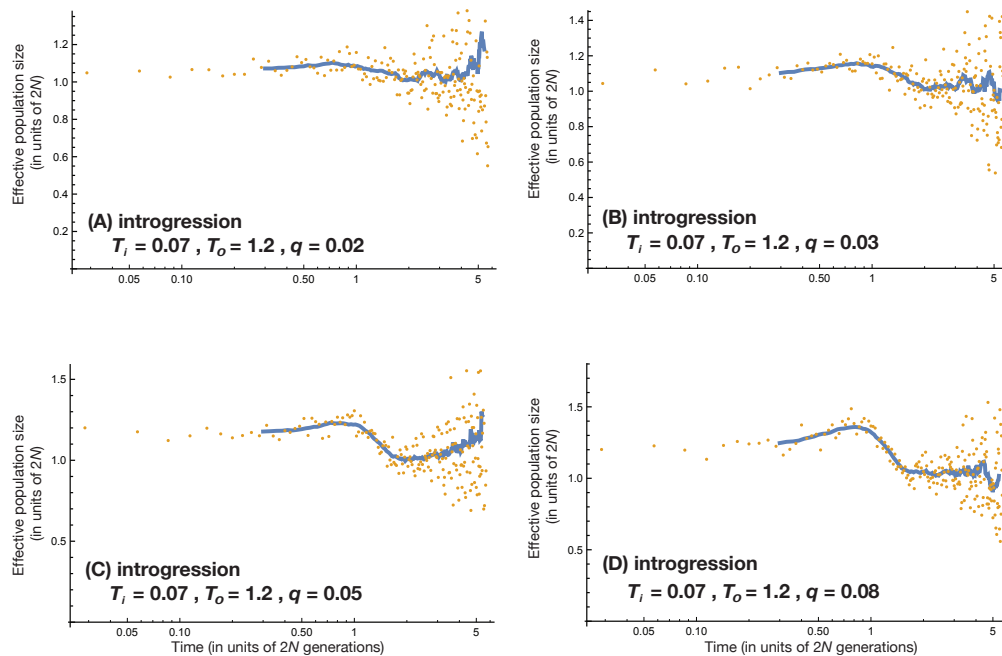 Effective population size
(in units of 2N)
1.2
1.0
0.8
0.6
0.4
0.2
(A) introgression
T_i = 0.07 , T_o = 1.2 , q = 0.02
0.05 0.10 0.50 1 5
Effective population size
(in units of 2N)
1.4
1.2
1.0
0.8
0.6
0.4
0.2
(B) introgression
T_i = 0.07 , T_o = 1.2 , q = 0.03
0.05 0.10 0.50 1 5
Effective population size
(in units of 2N)
1.5
1.0
0.5
(C) introgression
T_i = 0.07 , T_o = 1.2 , q = 0.05
0.05 0.10 0.50 1 5
Time (in units of 2N generations)
Effective population size
(in units of 2N)
1.5
1.0
0.5
(D) introgression
T_i = 0.07 , T_o = 1.2 , q = 0.08
0.05 0.10 0.50 1 5
Time (in units of 2N generations)